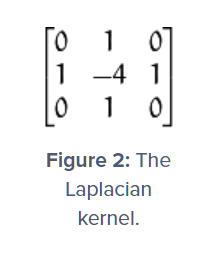 0 1 0
1 -4 1
0 1 0
Figure 2: The
Laplacian
kernel.